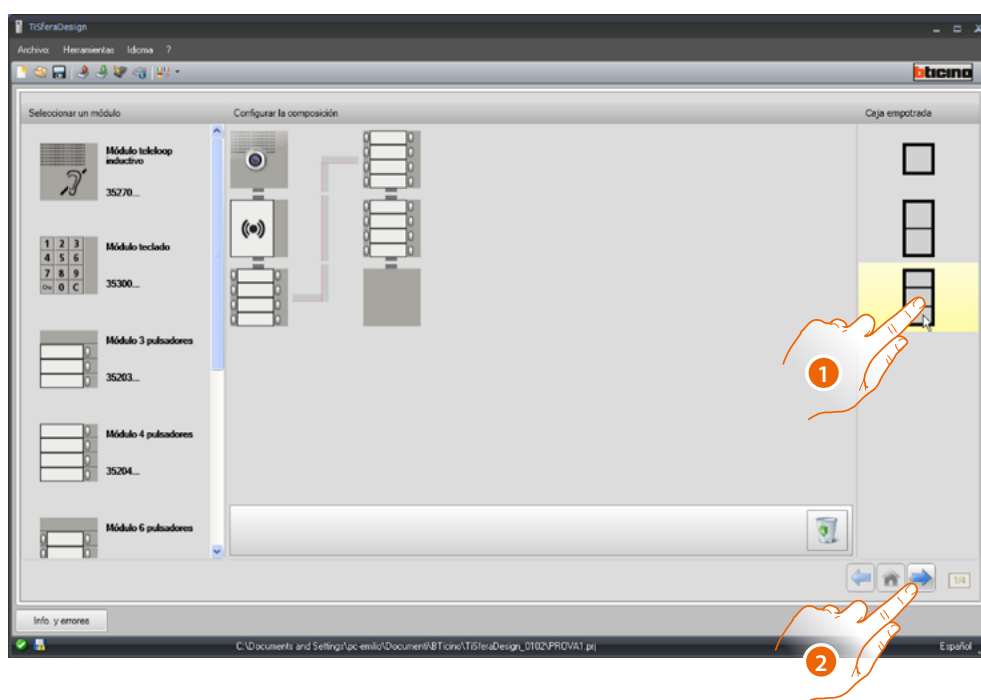 TiSferaDesign
Archivo: Herramientas Idioma ?
bticino
Seleccionar un módulo
Configurar la composición
Caja empotrada
Módulo teleloop
inductivo
35270...
1 2 3
4 5 6
7 8 9
0 C
Módulo teclado
35300...
Módulo 3 pulsadores
35203...
Módulo 4 pulsadores
35204...
Módulo 6 pulsadores
1
1/4
Info. y errores
2
C:\Documents and Settings\pc-emilio\Documenti\BTicino\TiSferaDesign_0102\PROVA1.prj
Español